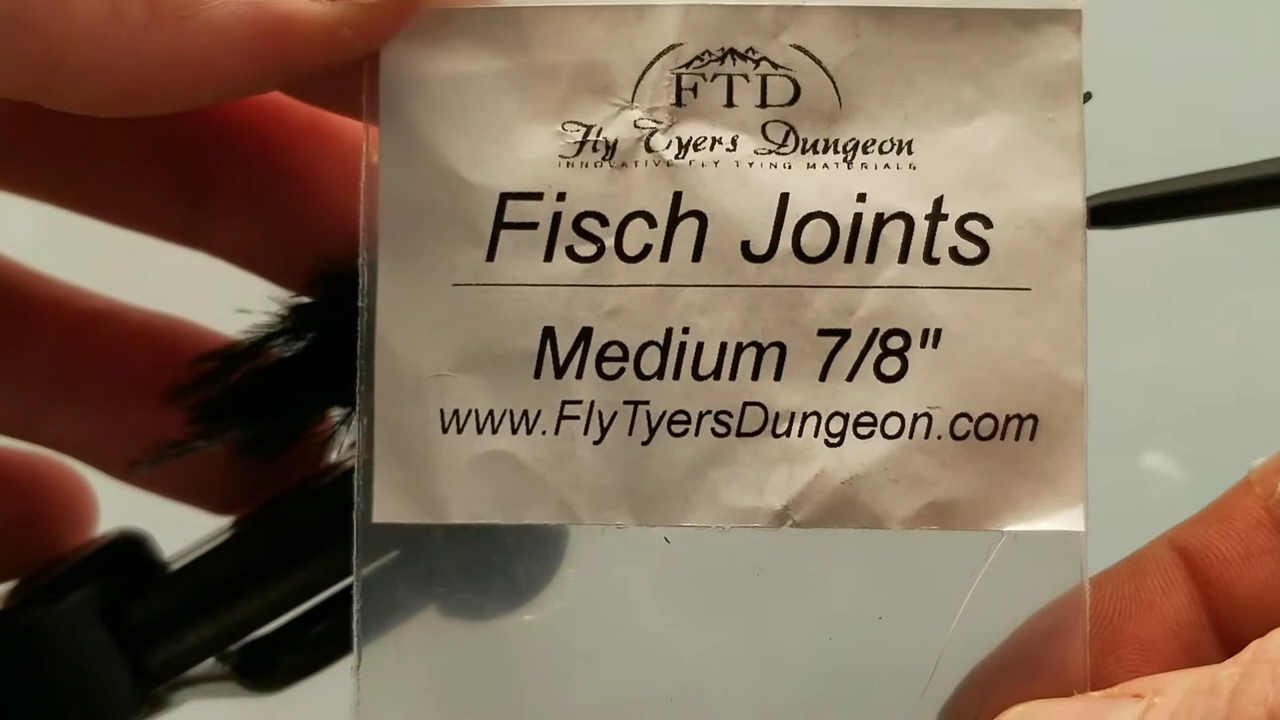 FTD
Fly Tyers Dungeon
INNOVATIVE FLY TYING MATERIALS
Fisch Joints
Medium 7/8"
www.FlyTyersDungeon.com